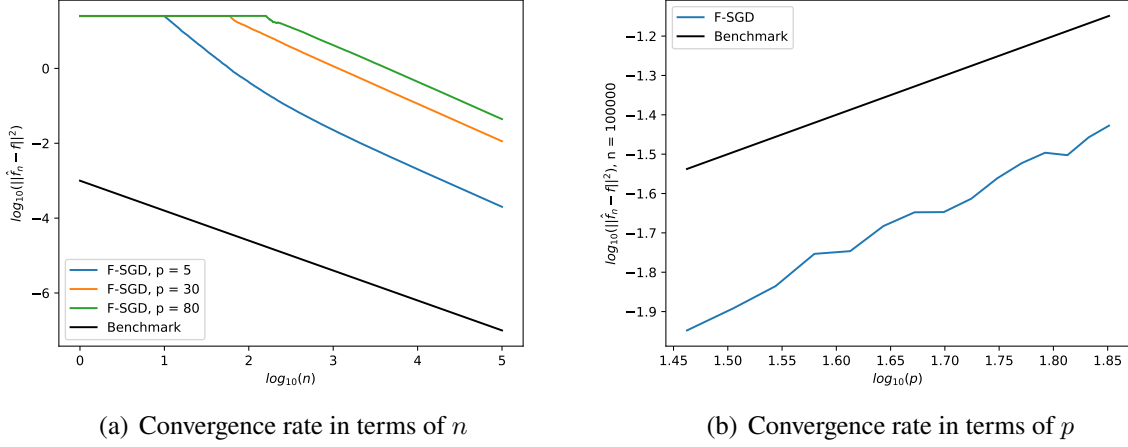 log₁₀(||f̂ₙ − f||²)
0
−2
−4
−6
F-SGD, p = 5
F-SGD, p = 30
F-SGD, p = 80
Benchmark
0 1 2 3 4 5
log₁₀(n)
(a) Convergence rate in terms of n
log₁₀(||f̂ₙ − f||²), n = 100000
F-SGD
Benchmark
−1.2
−1.3
−1.4
−1.5
−1.6
−1.7
−1.8
−1.9
1.45 1.50 1.55 1.60 1.65 1.70 1.75 1.80 1.85
log₁₀(p)
(b) Convergence rate in terms of p